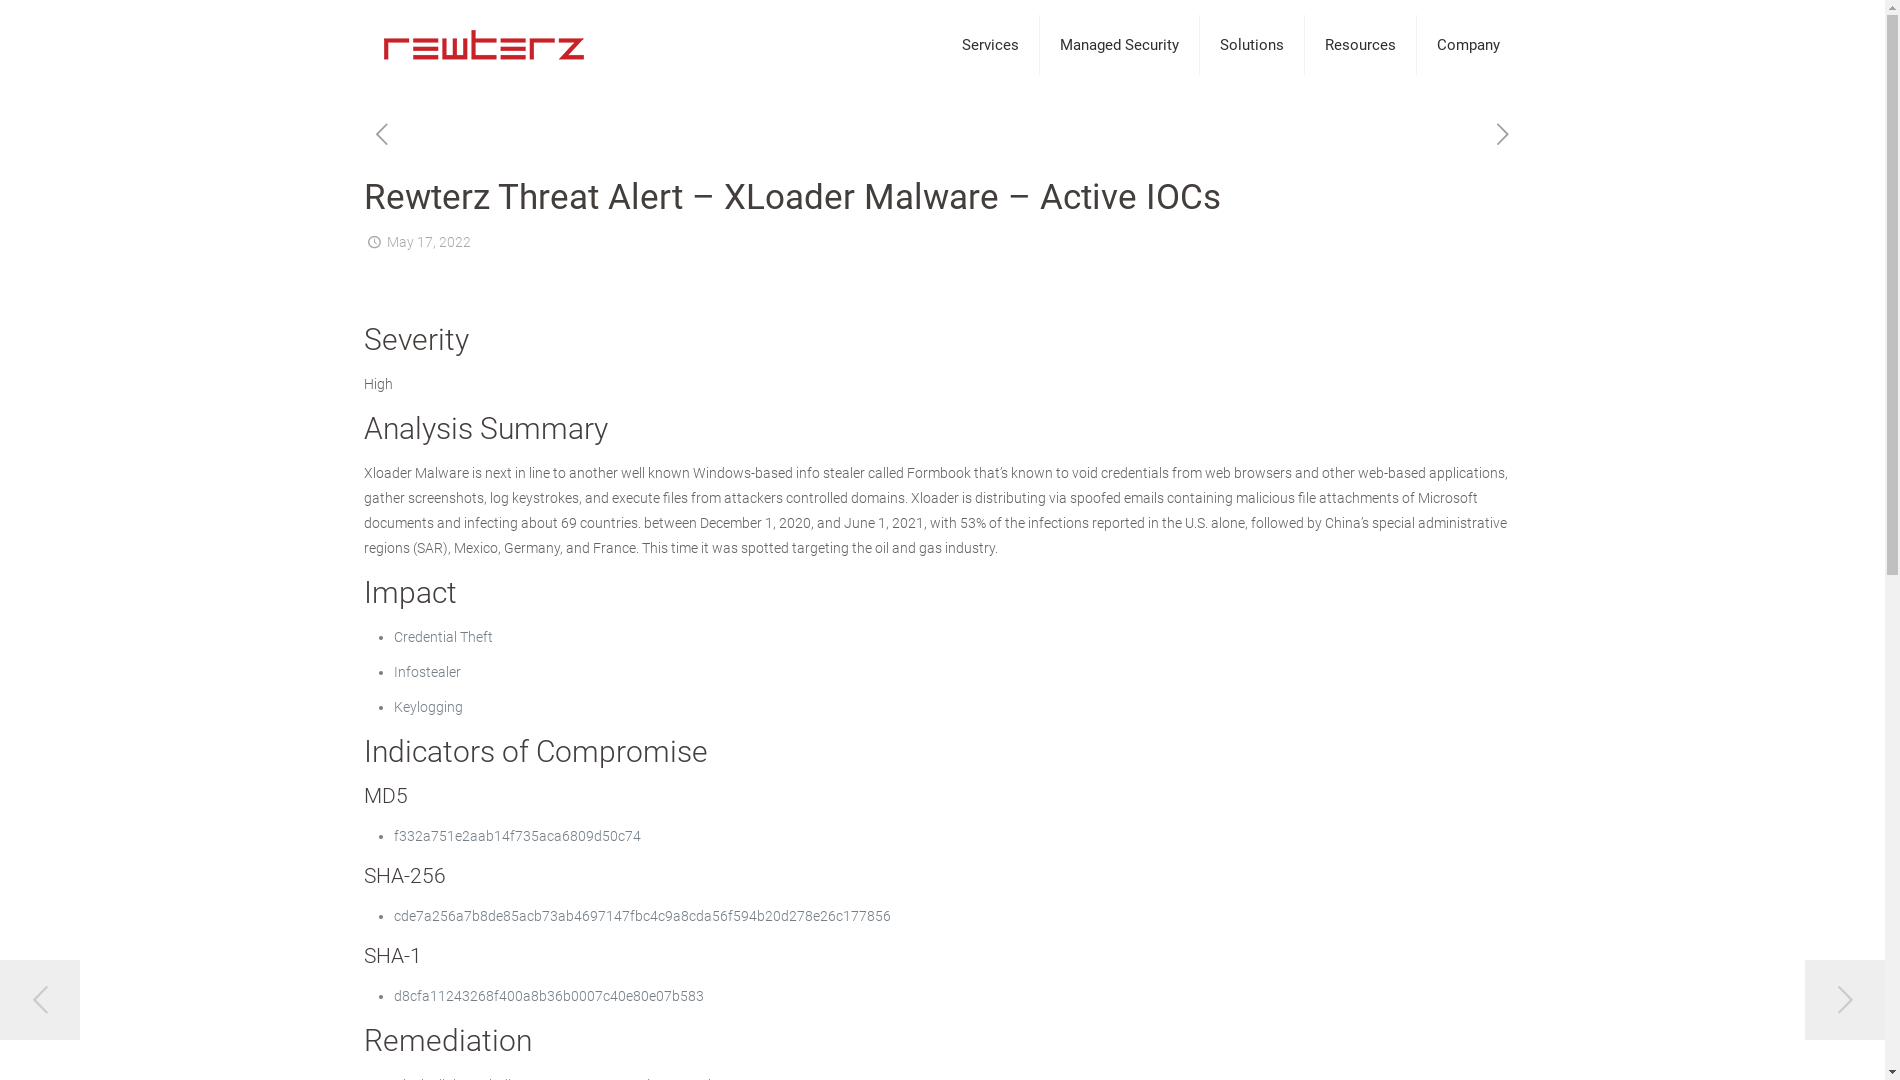 rewterz
Services
Managed Security
Solutions
Resources
Company
Rewterz Threat Alert – XLoader Malware – Active IOCs
May 17, 2022
Severity
High
Analysis Summary
Xloader Malware is next in line to another well known Windows-based info stealer called Formbook that’s known to void credentials from web browsers and other web-based applications,
gather screenshots, log keystrokes, and execute files from attackers controlled domains. Xloader is distributing via spoofed emails containing malicious file attachments of Microsoft
documents and infecting about 69 countries. between December 1, 2020, and June 1, 2021, with 53% of the infections reported in the U.S. alone, followed by China’s special administrative
regions (SAR), Mexico, Germany, and France. This time it was spotted targeting the oil and gas industry.
Impact
• Credential Theft
• Infostealer
• Keylogging
Indicators of Compromise
MD5
• f332a751e2aab14f735aca6809d50c74
SHA-256
• cde7a256a7b8de85acb73ab4697147fbc4c9a8cda56f594b20d278e26c177856
SHA-1
• d8cfa11243268f400a8b36b0007c40e80e07b583
Remediation